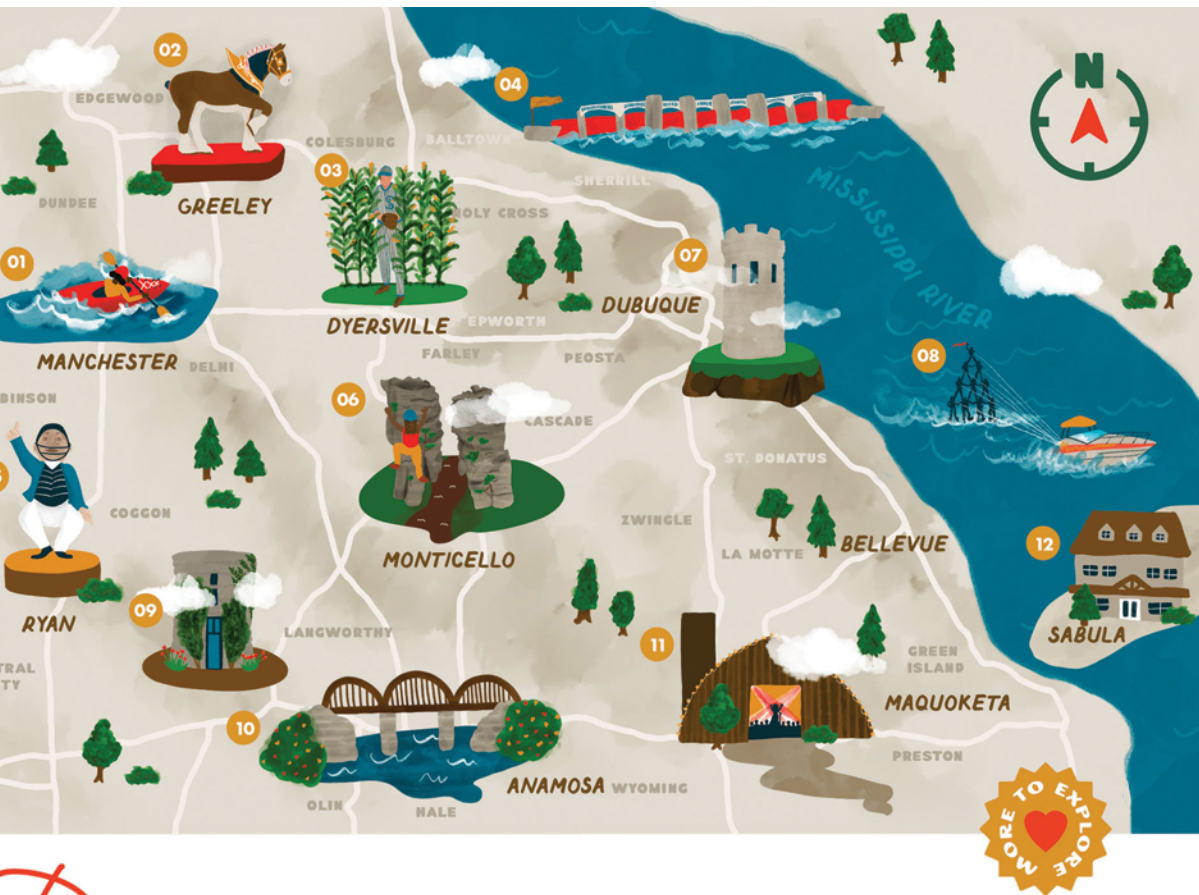 02
EDGEWOOD
04
N
COLESBURG
BALLTOWN
03
SHERRILL
MISSISSIPPI RIVER
DUNDEE
GREELEY
HOLY CROSS
01
07
DYERSVILLE
EPWORTH
DUBUQUE
MANCHESTER
DELHI
FARLEY
PEOSTA
08
BINSON
06
CASCADE
ST. DONATUS
COGGON
ZWINGLE
LA MOTTE
BELLEVUE
12
MONTICELLO
RYAN
09
LANGWORTHY
11
SABULA
GREEN
ISLAND
TRAL
TY
MAQUOKETA
10
PRESTON
ANAMOSA
WYOMING
OLIN
HALE
MORE TO EXPLORE